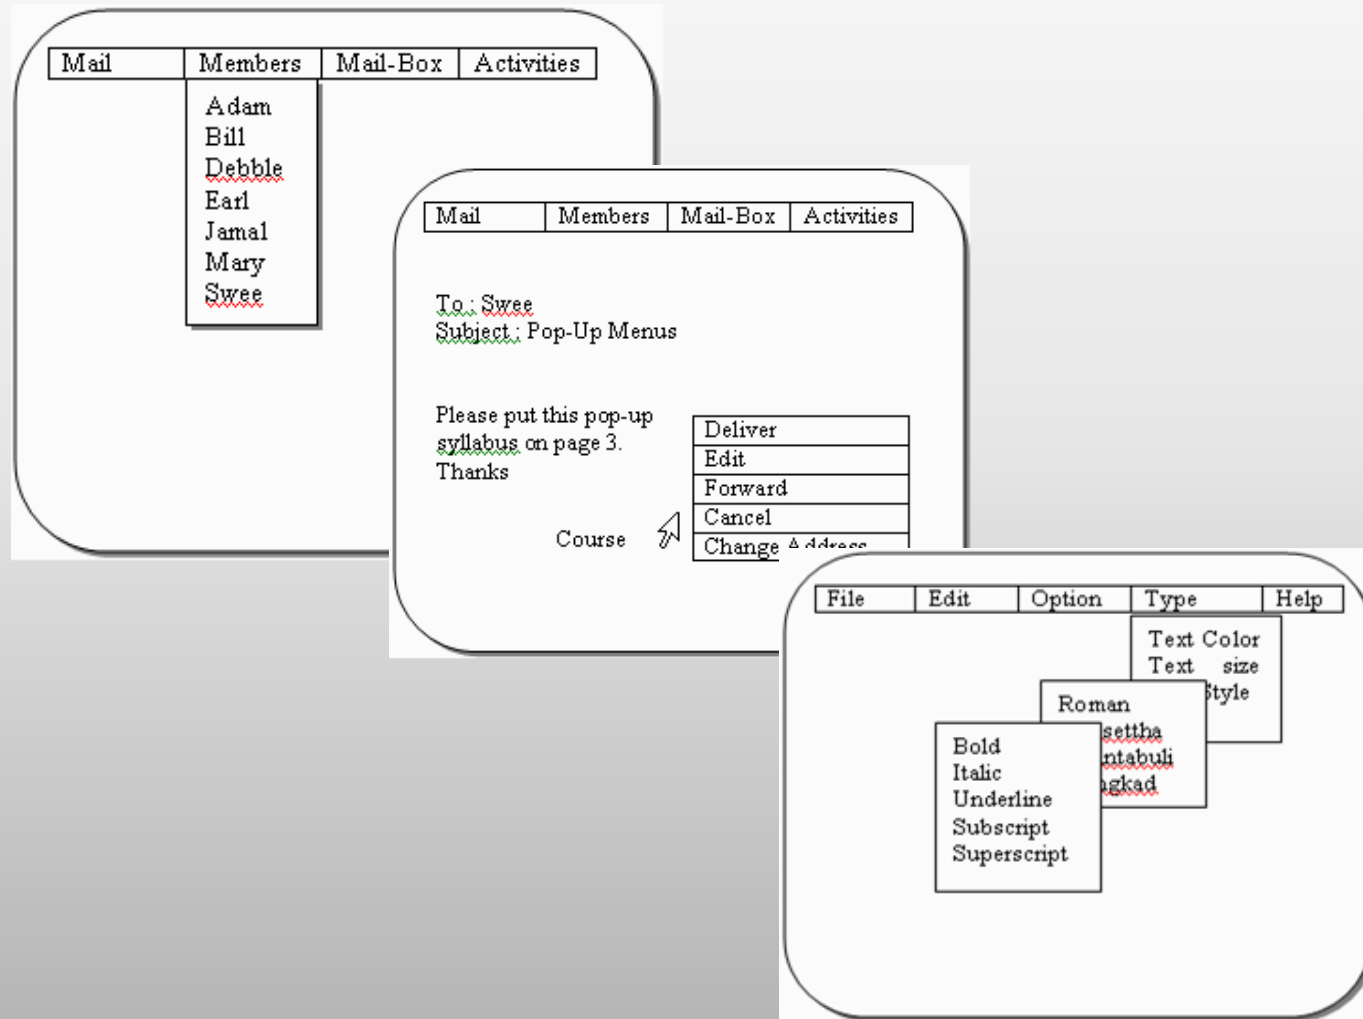 Mail Members Mail-Box Activities
Adam
Bill
Debble
Earl
Jamal
Mary
Swee
Mail Members Mail-Box Activities
To : Swee
Subject : Pop-Up Menus
Please put this pop-up
syllabus on page 3.
Thanks
Course
Deliver
Edit
Forward
Cancel
Change Address
File Edit Option Type Help
Text Color
Text size
Style
Roman
Bold
Italic
Underline
Subscript
Superscript